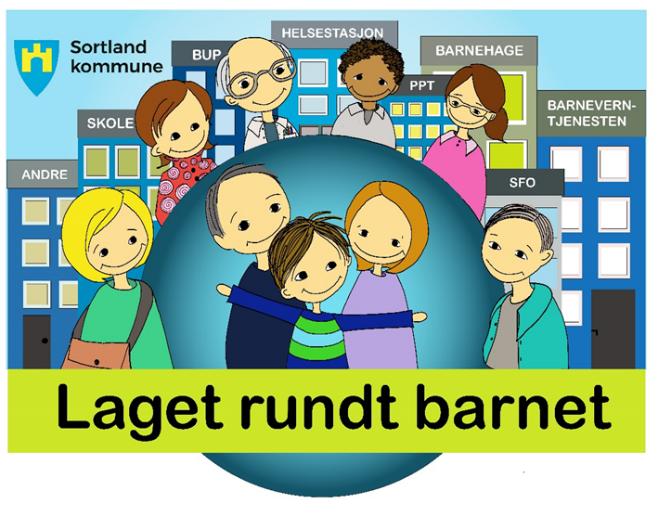 Sortland
kommune
BUP
HELSESTASJON
BARNEHAGE
PPT
BARNEVERN-
TJENESTEN
SKOLE
ANDRE
SFO
Laget rundt barnet